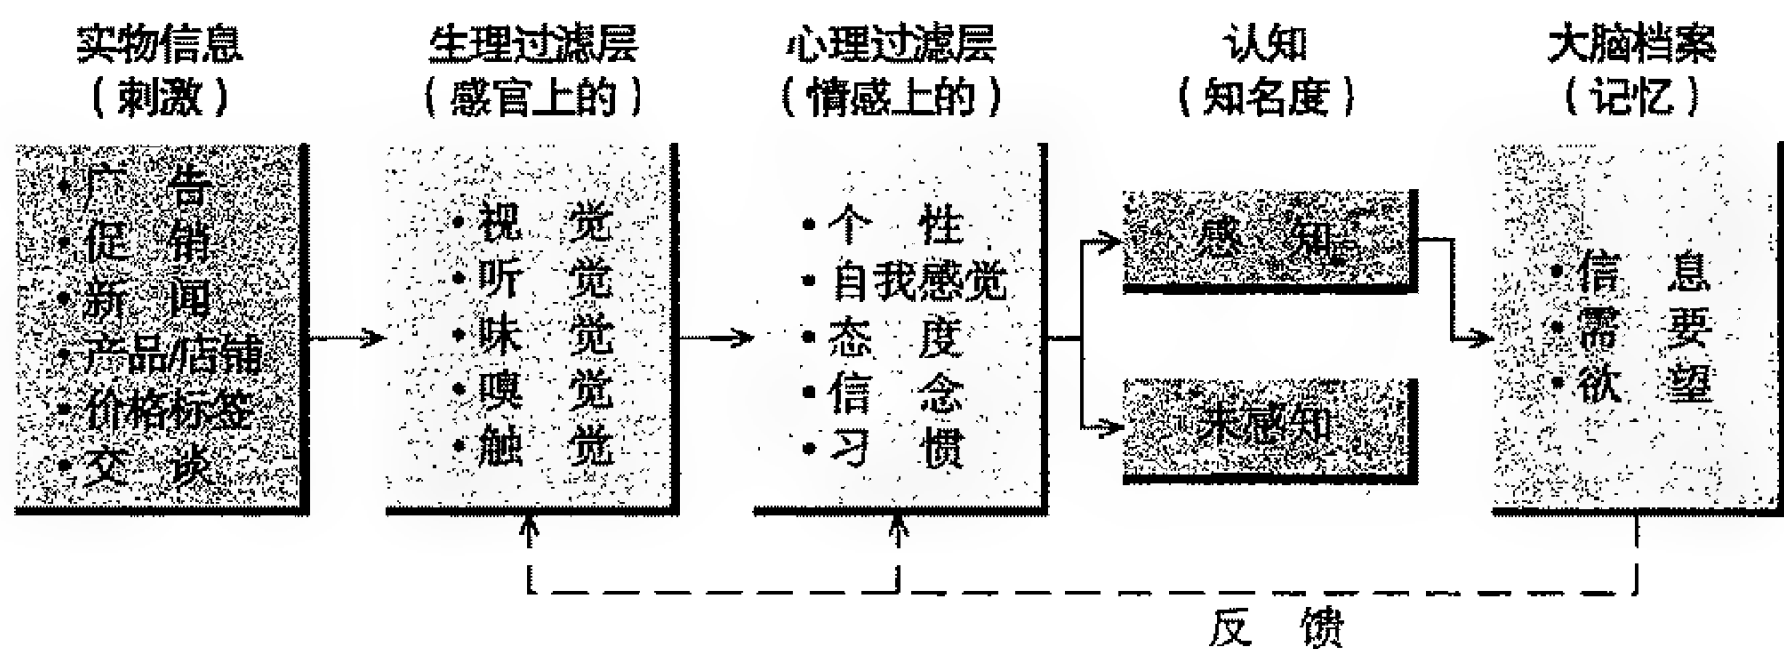 实物信息
（刺激）
·广 告
·促 销
·新 闻
·产品/店铺
·价格标签
·交 谈
生理过滤层
（感官上的）
·视 觉
·听 觉
·味 觉
·嗅 觉
·触 觉
心理过滤层
（情感上的）
·个 性
·自我感觉
·态 度
·信 念
·习 惯
认知
（知名度）
感 知
未感知
大脑档案
（记忆）
·信 息
·需 要
·欲 望
反 馈